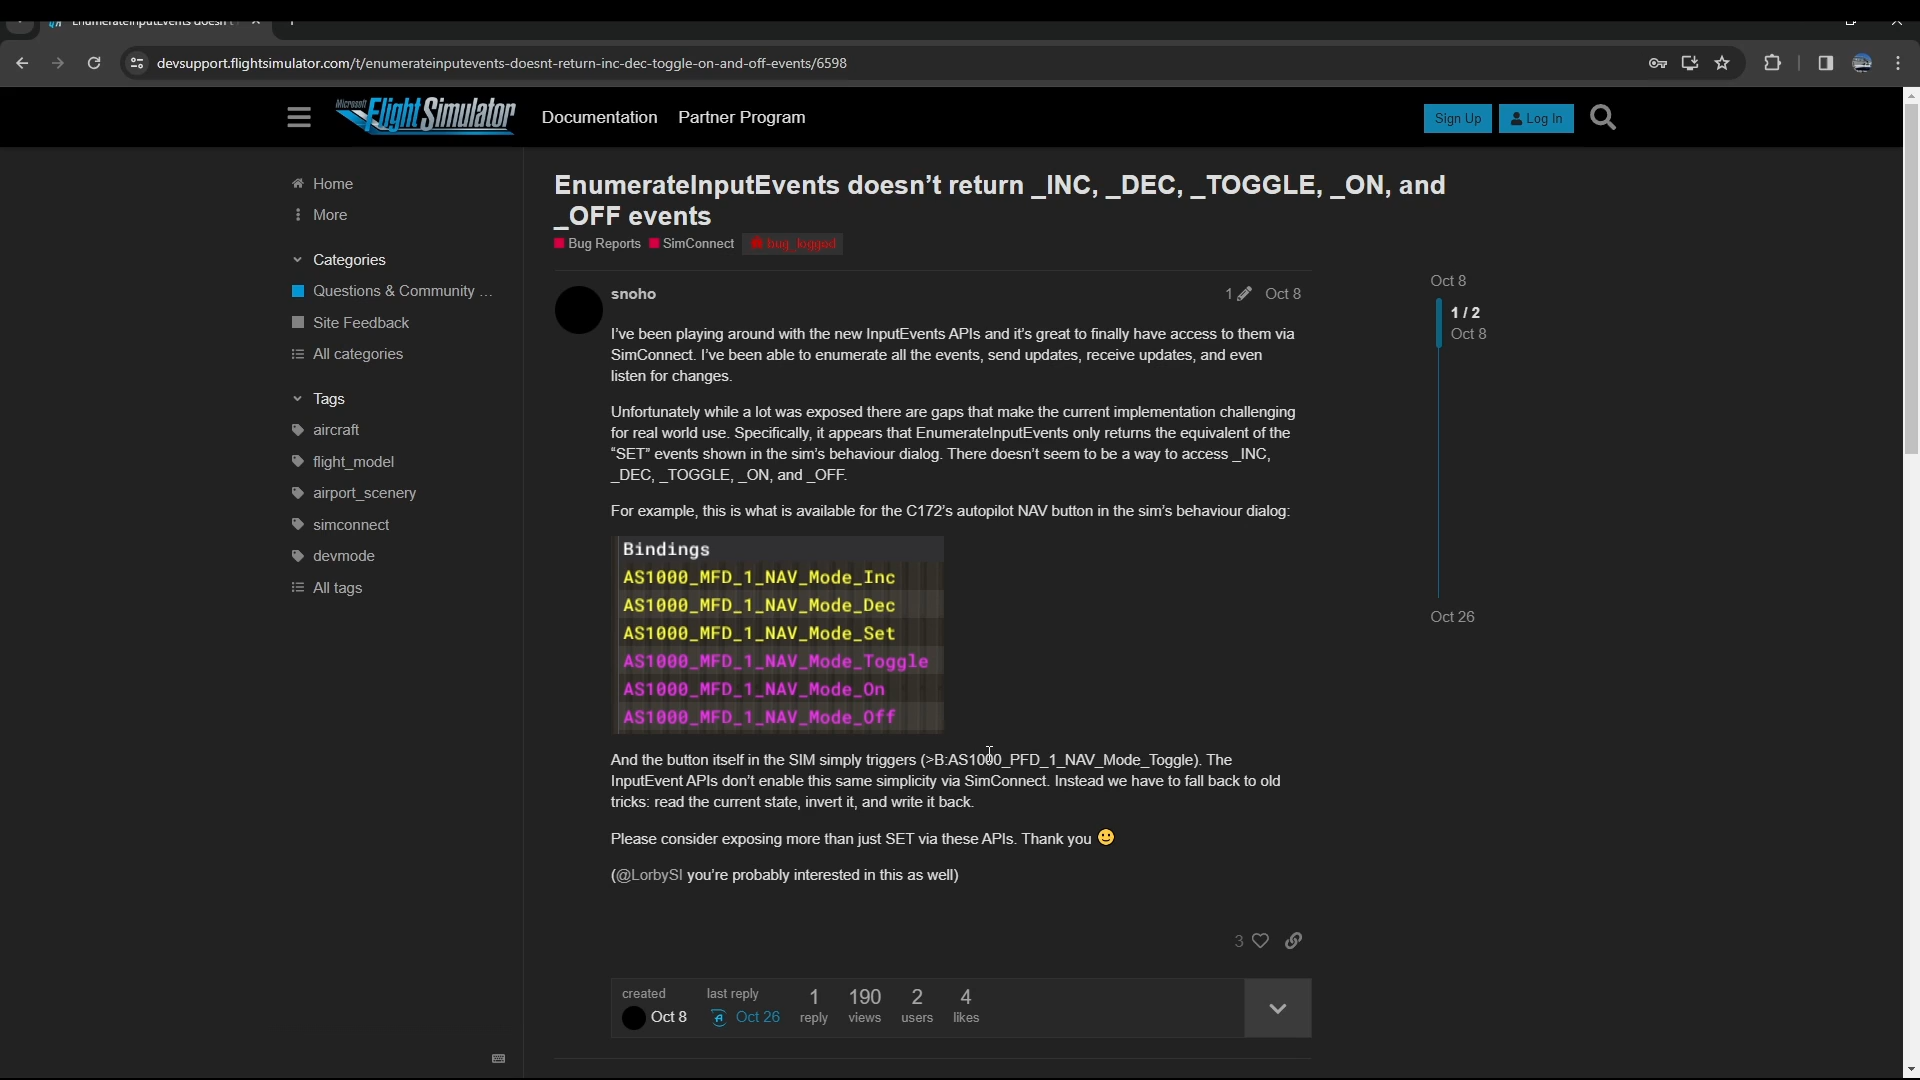 devsupport.flightsimulator.com/t/enumerateinputevents-doesnt-return-inc-dec-toggle-on-and-off-events/6598
Microsoft
FlightSimulator
Documentation
Partner Program
Sign Up
Log In
Home
More
Categories
Questions & Community ...
Site Feedback
All categories
Tags
aircraft
flight_model
airport_scenery
simconnect
devmode
All tags
EnumerateInputEvents doesn’t return _INC, _DEC, _TOGGLE, _ON, and
_OFF events
Bug Reports SimConnect bug_logged
snoho
1 Oct 8
I’ve been playing around with the new InputEvents APIs and it’s great to finally have access to them via
SimConnect. I’ve been able to enumerate all the events, send updates, receive updates, and even
listen for changes.
Unfortunately while a lot was exposed there are gaps that make the current implementation challenging
for real world use. Specifically, it appears that EnumerateInputEvents only returns the equivalent of the
“SET” events shown in the sim’s behaviour dialog. There doesn’t seem to be a way to access _INC,
_DEC, _TOGGLE, _ON, and _OFF.
For example, this is what is available for the C172’s autopilot NAV button in the sim’s behaviour dialog:
Bindings
AS1000_MFD_1_NAV_Mode_Inc
AS1000_MFD_1_NAV_Mode_Dec
AS1000_MFD_1_NAV_Mode_Set
AS1000_MFD_1_NAV_Mode_Toggle
AS1000_MFD_1_NAV_Mode_On
AS1000_MFD_1_NAV_Mode_Off
And the button itself in the SIM simply triggers (>B:AS1000_PFD_1_NAV_Mode_Toggle). The
InputEvent APIs don’t enable this same simplicity via SimConnect. Instead we have to fall back to old
tricks: read the current state, invert it, and write it back.
Please consider exposing more than just SET via these APIs. Thank you
(@LorbySI you’re probably interested in this as well)
3
created
Oct 8
last reply
Oct 26
1
reply
190
views
2
users
4
likes
Oct 8
1 / 2
Oct 8
Oct 26